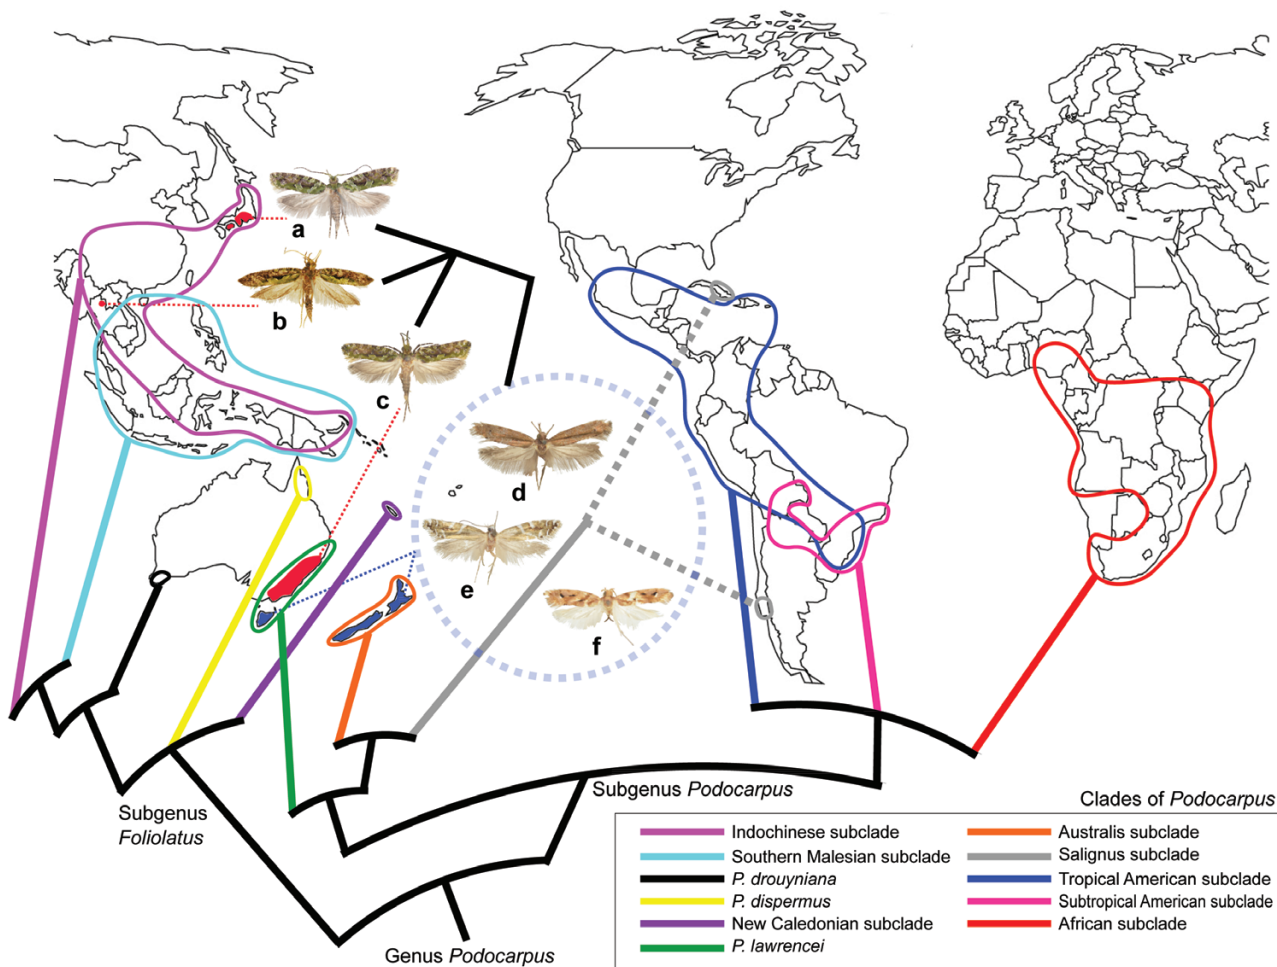 a
b
c
d
e
f
Subgenus
Foliolatus
Subgenus Podocarpus
Genus Podocarpus
Clades of Podocarpus
Indochinese subclade
Southern Malesian subclade
P. drouyniana
P. dispermus
New Caledonian subclade
P. lawrencei
Australis subclade
Salignus subclade
Tropical American subclade
Subtropical American subclade
African subclade